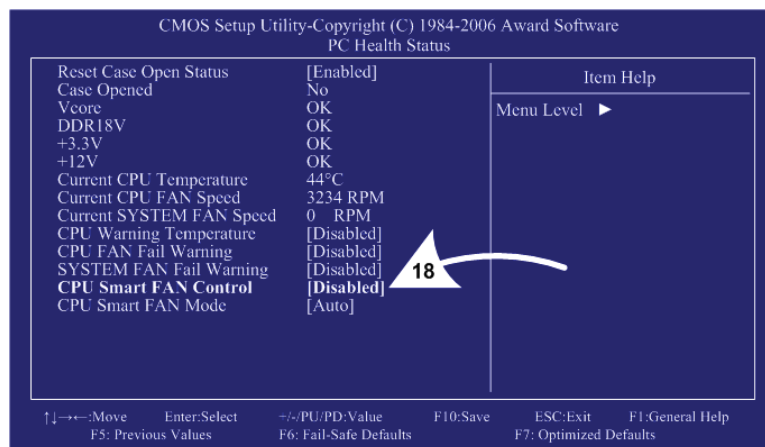 CMOS Setup Utility-Copyright (C) 1984-2006 Award Software
PC Health Status
Reset Case Open Status [Enabled]
Case Opened No
Vcore OK
DDR18V OK
+3.3V OK
+12V OK
Current CPU Temperature 44°C
Current CPU FAN Speed 3234 RPM
Current SYSTEM FAN Speed 0 RPM
CPU Warning Temperature [Disabled]
CPU FAN Fail Warning [Disabled]
SYSTEM FAN Fail Warning [Disabled]
CPU Smart FAN Control [Disabled]
CPU Smart FAN Mode [Auto]
18
Item Help
Menu Level ►
↑↓→←:Move Enter:Select +/-/PU/PD:Value F10:Save ESC:Exit F1:General Help
F5: Previous Values F6: Fail-Safe Defaults F7: Optimized Defaults